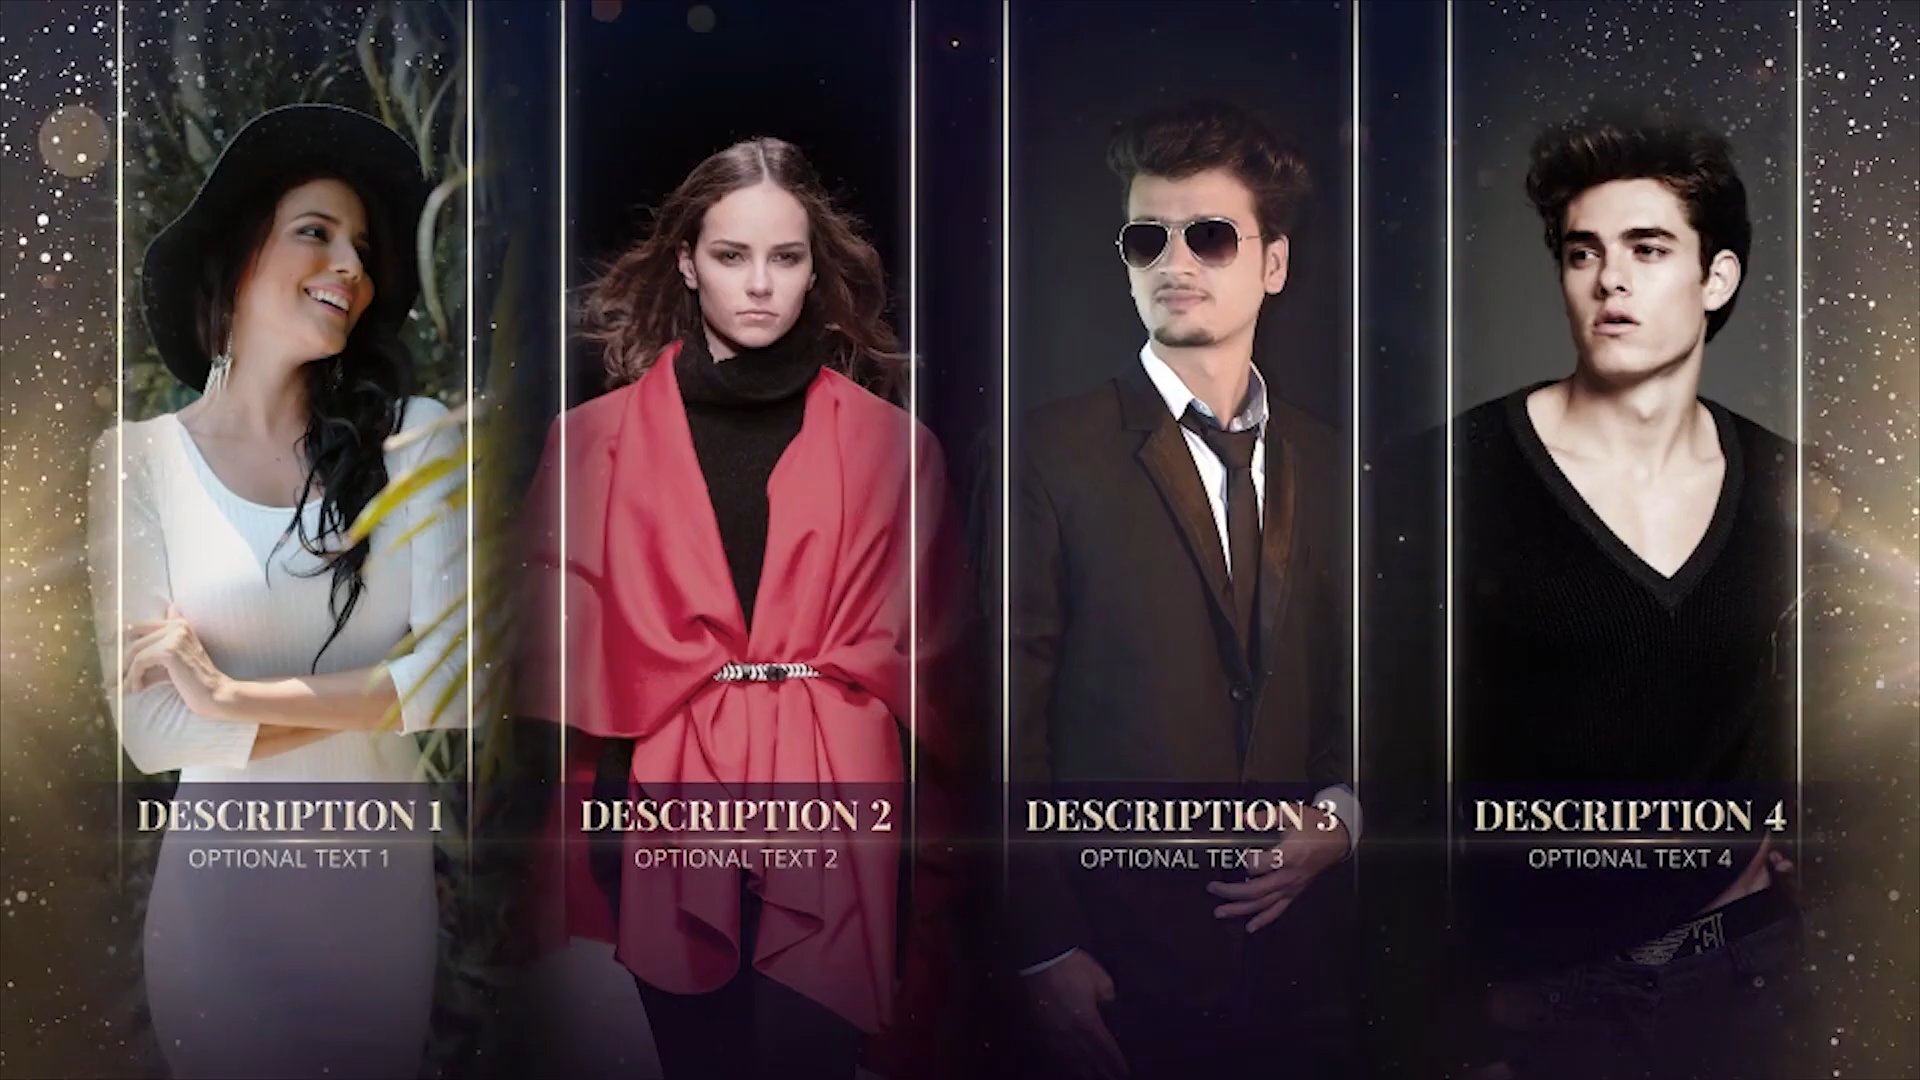 DESCRIPTION 1
OPTIONAL TEXT 1
DESCRIPTION 2
OPTIONAL TEXT 2
DESCRIPTION 3
OPTIONAL TEXT 3
DESCRIPTION 4
OPTIONAL TEXT 4